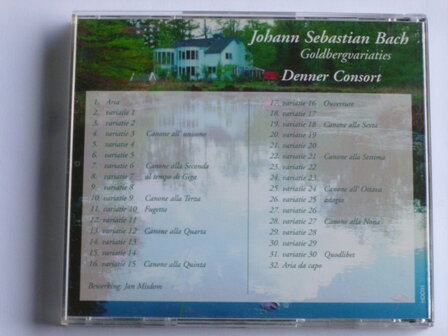 Johann Sebastian Bach
Goldbergvariaties
Denner Consort
1. Aria
2. variatie 1
3. variatie 2
4. variatie 3 Canone all' unisono
5. variatie 4
6. variatie 5
7. variatie 6 Canone alla Seconda
8. variatie 7 al tempo di Giga
9. variatie 8
10. variatie 9 Canone alla Terza
11. variatie 10 Fugetta
12. variatie 11
13. variatie 12 Canone alla Quarta
14. variatie 13
15. variatie 14
16. variatie 15 Canone alla Quinta
Bewerking: Jan Misdom
17. variatie 16 Ouverture
18. variatie 17
19. variatie 18 Canone alla Sexta
20. variatie 19
21. variatie 20
22. variatie 21 Canone alla Settima
23. variatie 22
24. variatie 23
25. variatie 24 Canone all' Ottava
26. variatie 25 adagio
27. variatie 26
28. variatie 27 Canone alla Nona
29. variatie 28
30. variatie 29
31. variatie 30 Quodlibet
32. Aria da capo